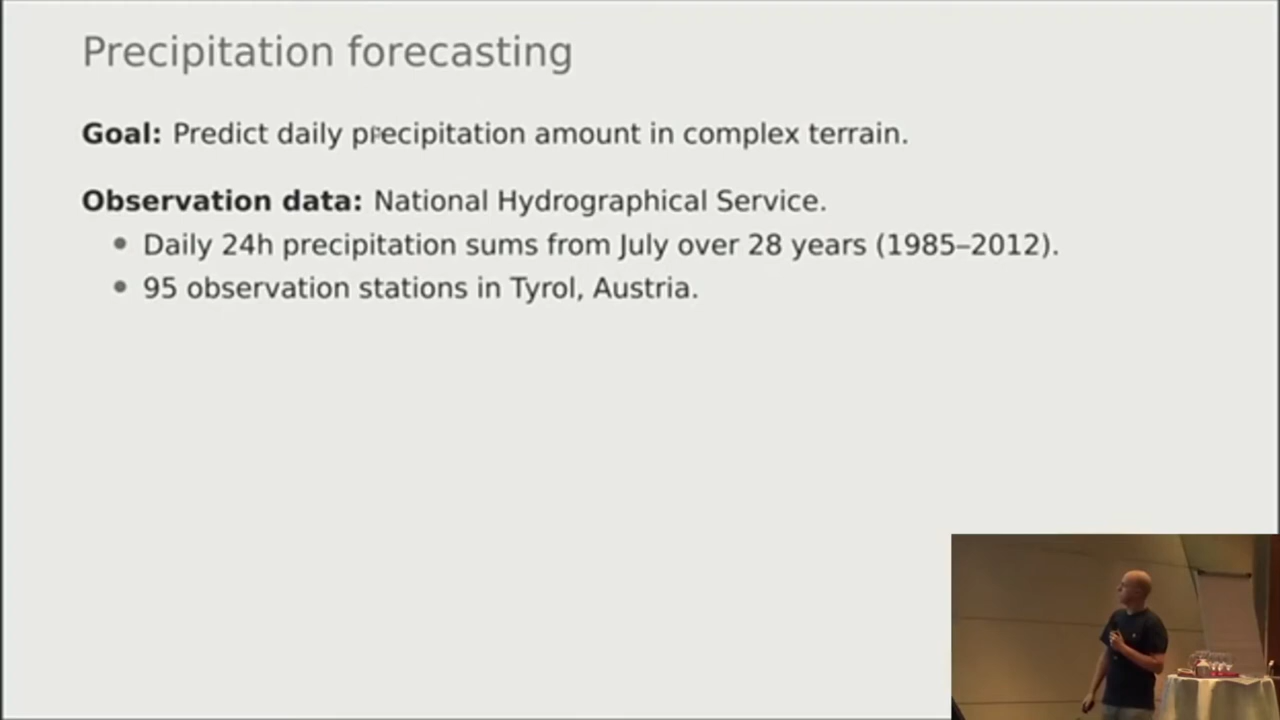 Precipitation forecasting
Goal: Predict daily precipitation amount in complex terrain.
Observation data: National Hydrographical Service.
• Daily 24h precipitation sums from July over 28 years (1985–2012).
• 95 observation stations in Tyrol, Austria.